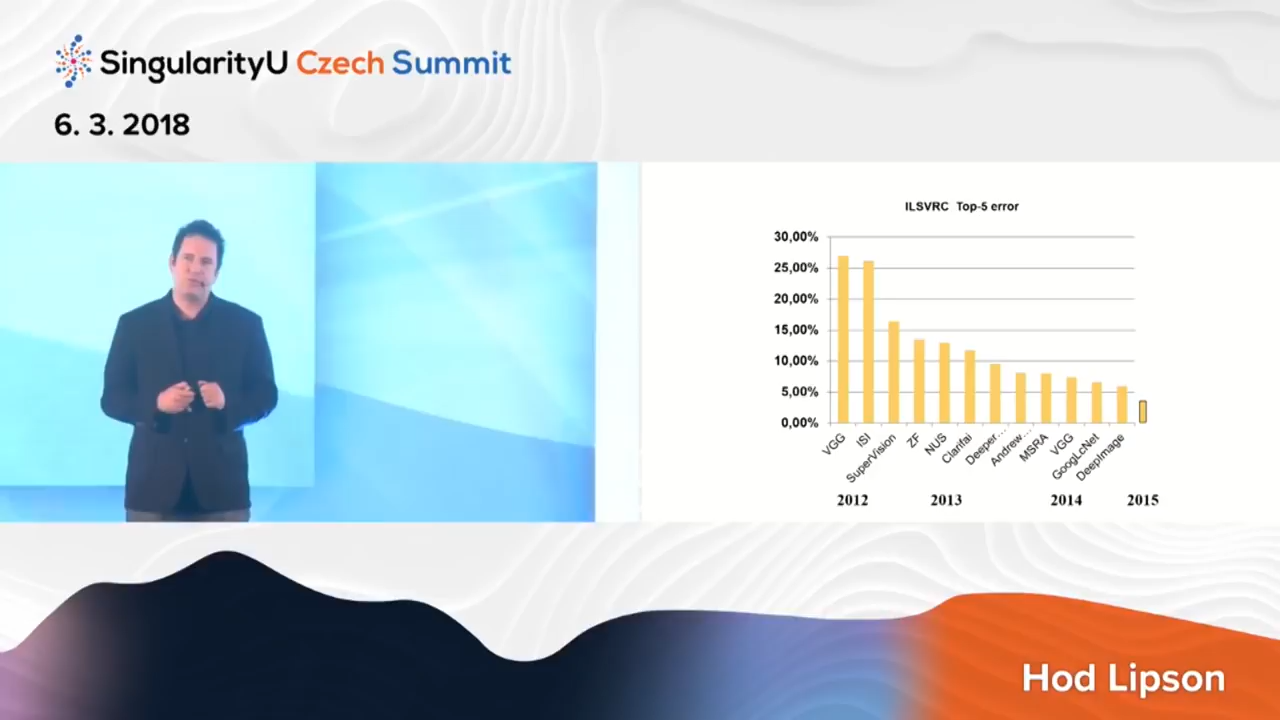 SingularityU Czech Summit
6. 3. 2018
ILSVRC Top-5 error
30,00%
25,00%
20,00%
15,00%
10,00%
5,00%
0,00%
VGG
ISI
SuperVision
ZF
NUS
Clarifai
Deeper...
Andrew...
MSRA
VGG
GoogLcNet
DeepImage
2012 2013 2014 2015
Hod Lipson